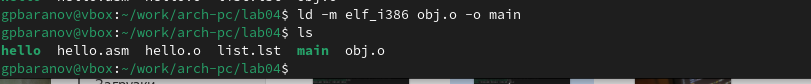 gpbaranov@vbox:~/work/arch-pc/lab04$ ld -m elf_i386 obj.o -o main
gpbaranov@vbox:~/work/arch-pc/lab04$ ls
hello  hello.asm  hello.o  list.lst  main  obj.o
gpbaranov@vbox:~/work/arch-pc/lab04$
Загрузки